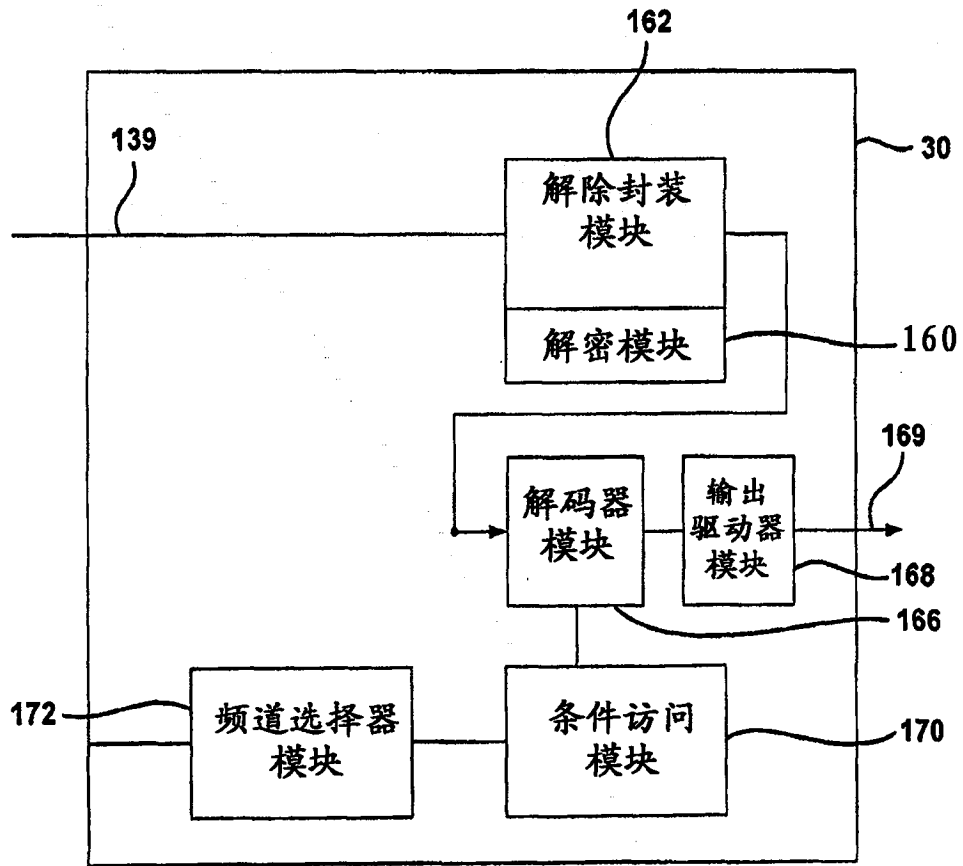 162
139
30
解除封装
模块
解密模块
160
169
解码器
模块
输出
驱动器
模块
168
166
172
频道选择器
模块
条件访问
模块
170